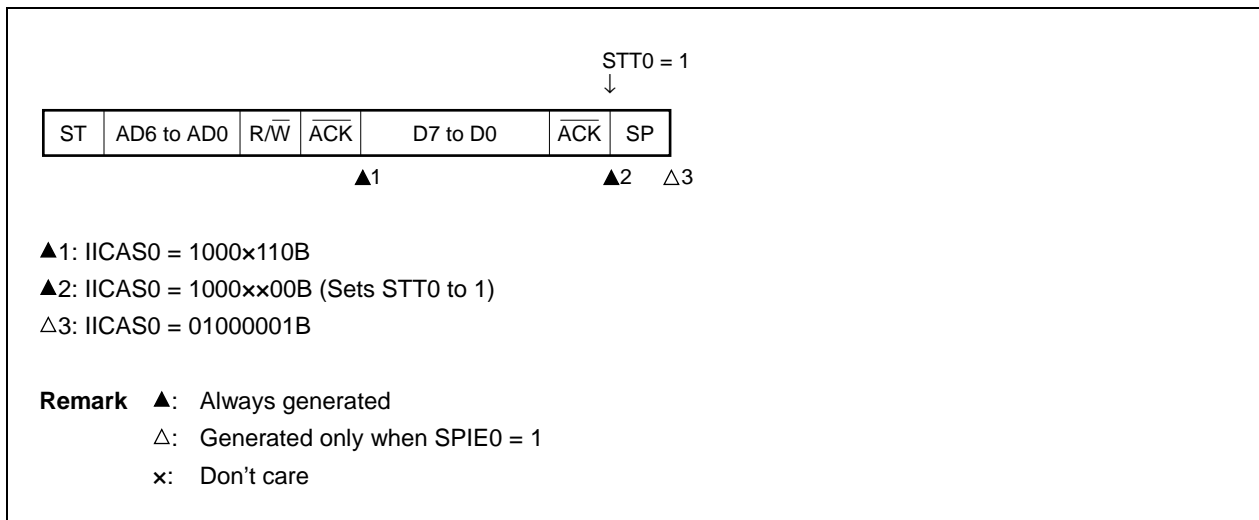 STT0 = 1
↓
ST AD6 to AD0 R/W̅ A̅C̅K̅ D7 to D0 A̅C̅K̅ SP
▲1 ▲2 △3
▲1: IICAS0 = 1000×110B
▲2: IICAS0 = 1000××00B (Sets STT0 to 1)
△3: IICAS0 = 01000001B
Remark ▲: Always generated
△: Generated only when SPIE0 = 1
×: Don't care